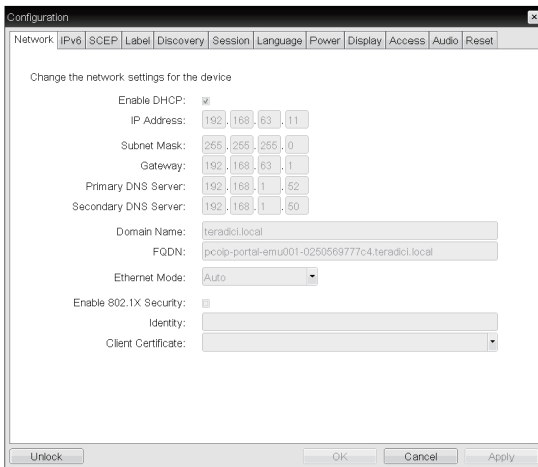 Configuration
Network IPv6 SCEP Label Discovery Session Language Power Display Access Audio Reset
Change the network settings for the device
Enable DHCP:
IP Address: 192 . 168 . 63 . 11
Subnet Mask: 255 . 255 . 255 . 0
Gateway: 192 . 168 . 63 . 1
Primary DNS Server: 192 . 168 . 1 . 52
Secondary DNS Server: 192 . 168 . 1 . 50
Domain Name: teradici.local
FQDN: pcoip-portal-emu001-0250569777c4.teradici.local
Ethernet Mode: Auto
Enable 802.1X Security:
Identity:
Client Certificate:
Unlock OK Cancel Apply